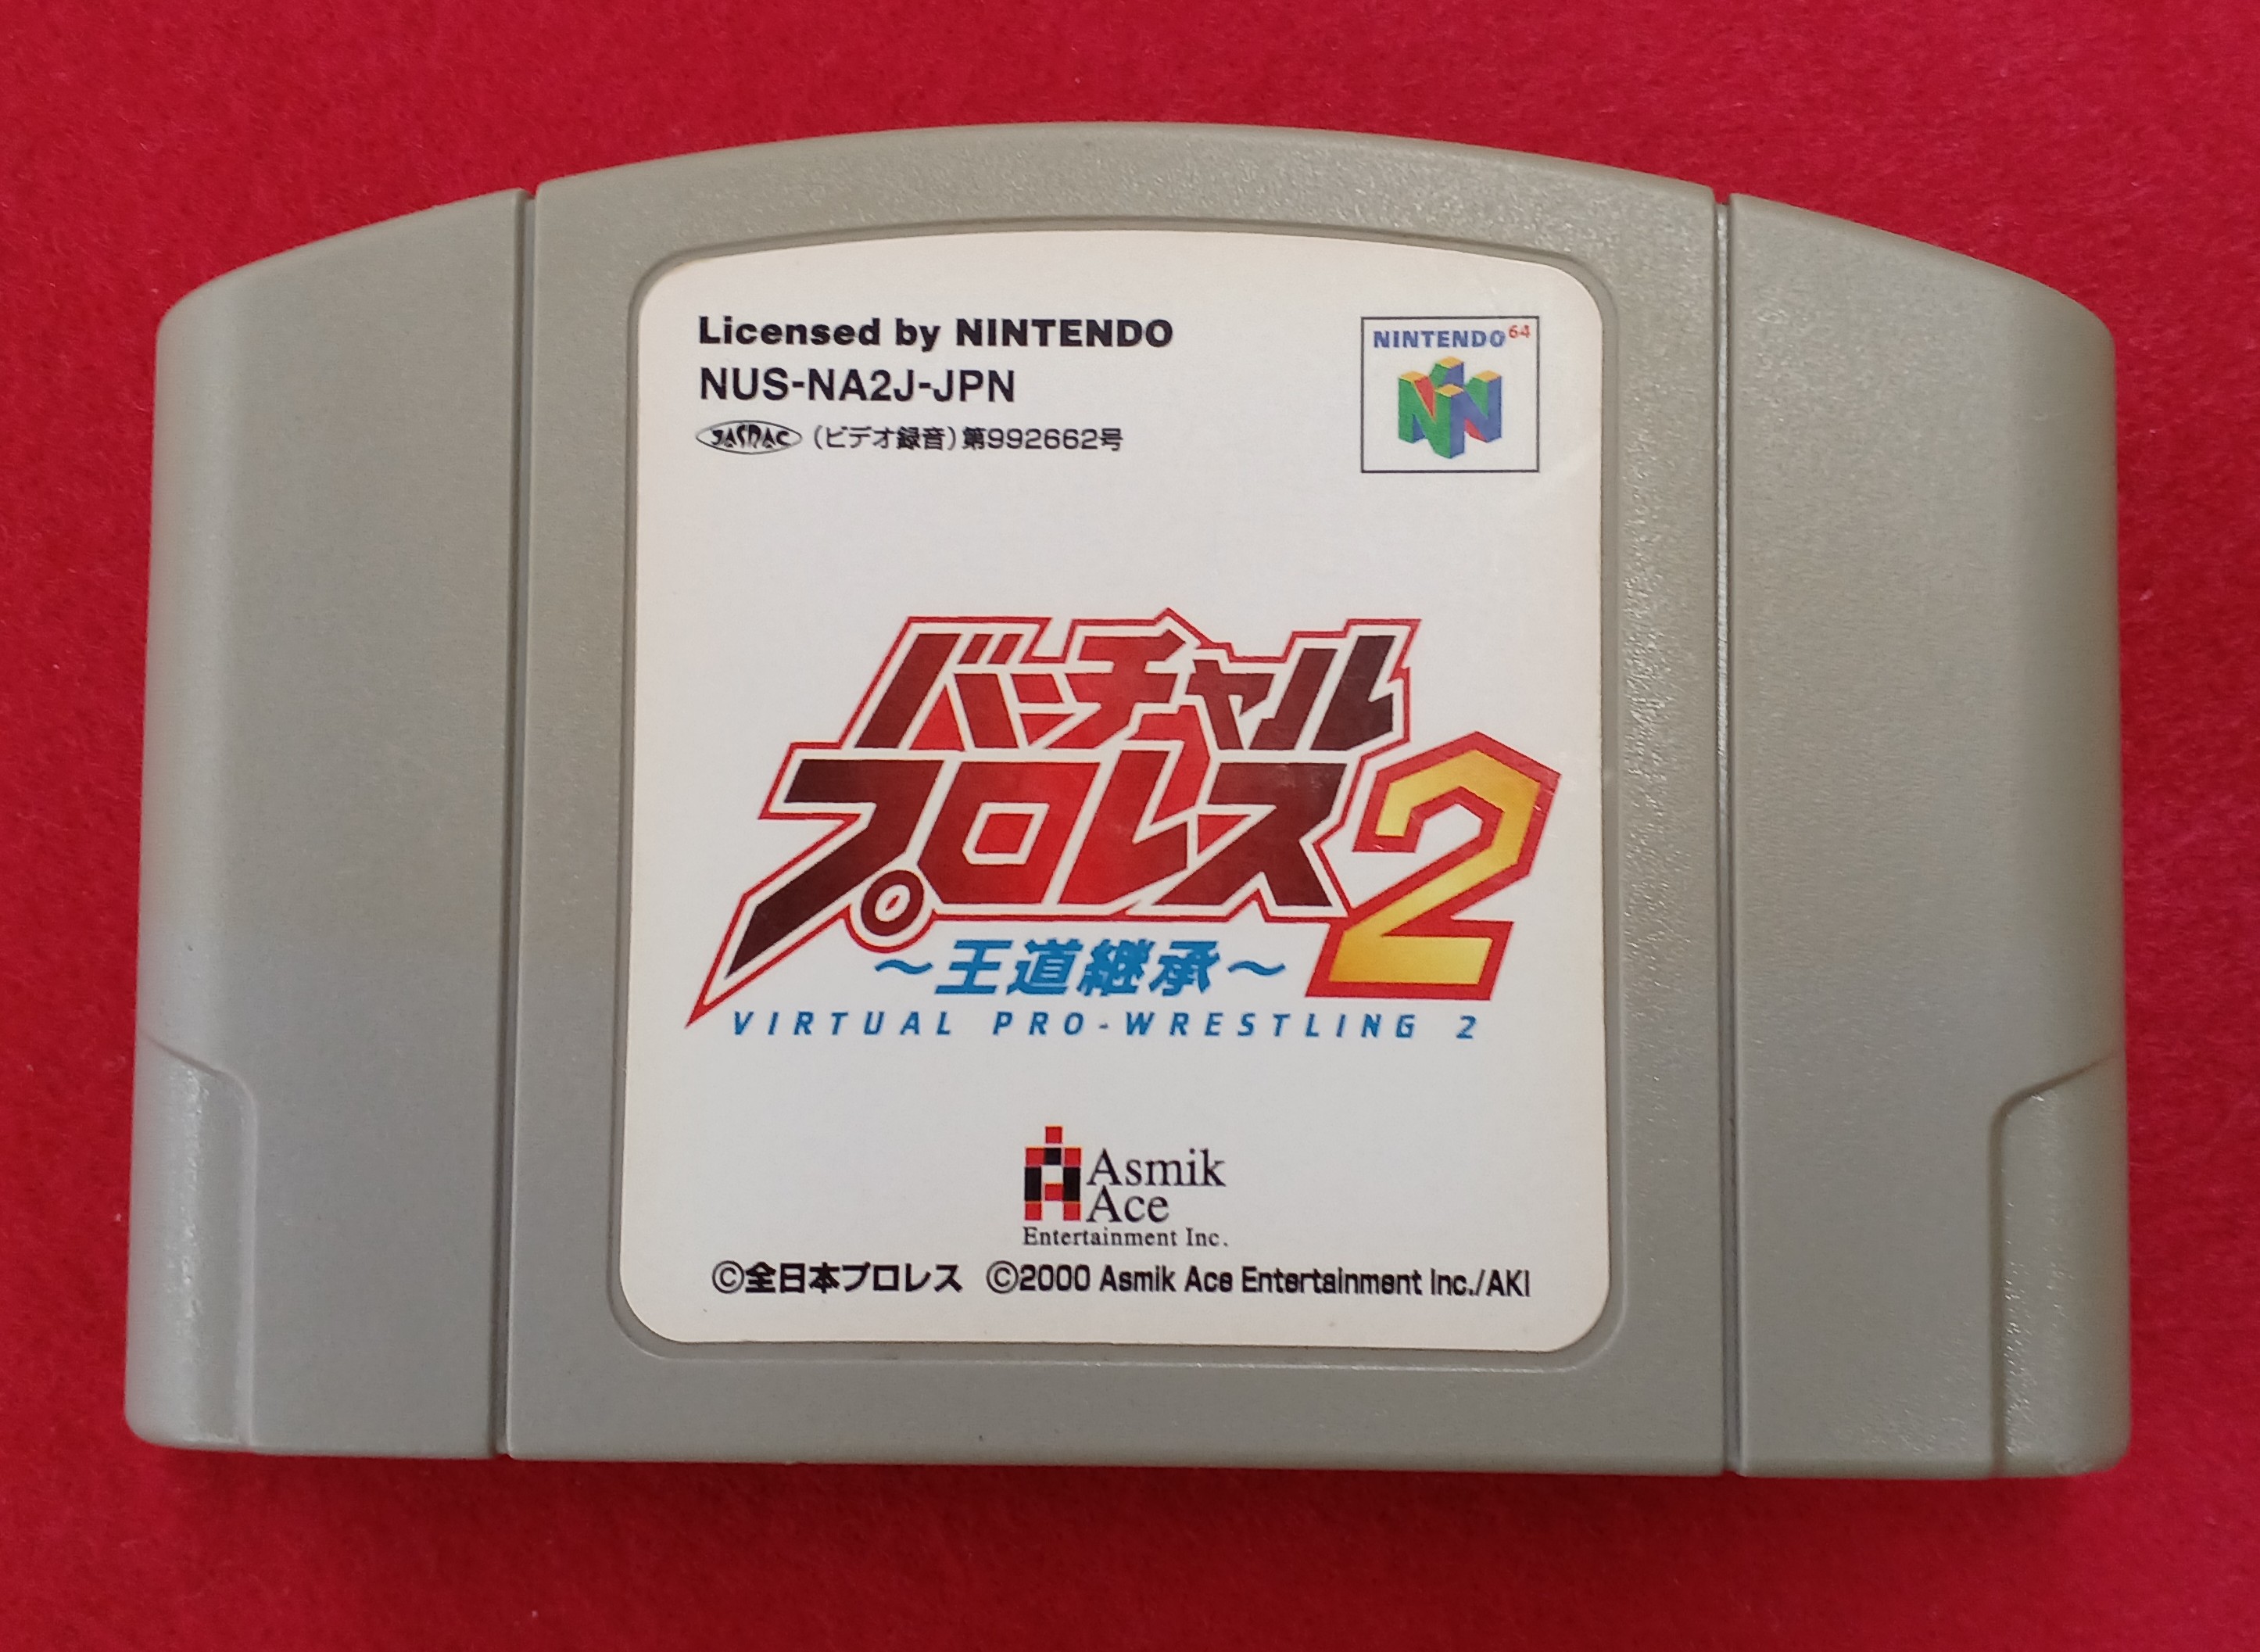 Licensed by NINTENDO
NINTENDO64
NUS-NA2J-JPN
JASRAC (ビデオ録音)第992662号
バーチャル
プロレス2
～王道継承～
VIRTUAL PRO-WRESTLING 2
Asmik
Ace
Entertainment Inc.
©全日本プロレス ©2000 Asmik Ace Entertainment Inc./AKI